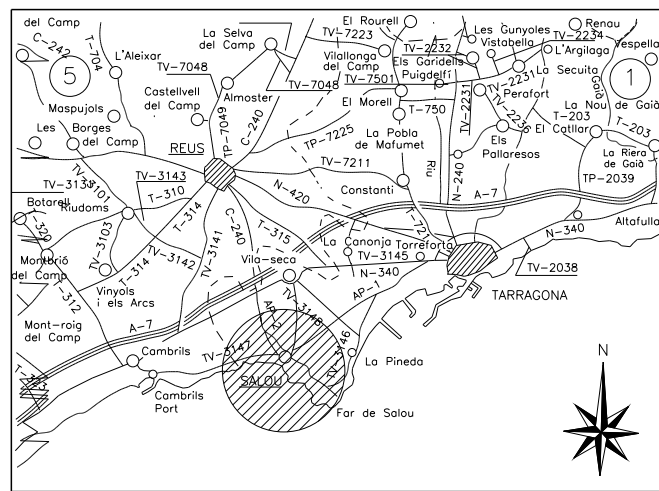 del Camp
C-242
5
T-704
L'Aleixar
La Selva
del Camp
TV-7048
TV-7223
El Rourell
TV-2232
Les Gunyoles
Vistabella
Renau
TV-2234
L'Argilaga
Vespella
Vilallonga
del Camp
Els Garidells
Puigdelfí
TV-7501
TV-7048
La
Secuita
Gaià
1
Maspujols
Castellvell
del Camp
Almoster
TP-7049
C-240
El Morell
T-750
TV-2231
TV-2231
Perafort
TV-2236
La Nou
de Gaià
T-203
El Catllar
T-203
Les
Borges
del Camp
REUS
TP-7225
La Pobla
de Mafumet
Els
Pallaresos
La Riera
de Gaià
TV-3143
T-310
TV-7211
Riu
N-240
TP-2039
TV-3101
Botarell
Riudoms
N-420
Constantí
A-7
T-314
C-240
T-315
T-721
Altafulla
T-320
TV-3103
TV-3141
TV-3142
La Canonja
Torreforta
N-340
Montbrió
del Camp
Vila-seca
TV-3145
N-340
TV-2038
T-312
T-314
Vinyols
i els Arcs
AP-1
TARRAGONA
Mont-roig
del Camp
A-7
AP-2
TV-3148
TV-3146
Cambrils
TV-3147
La Pineda
SALOU
Cambrils
Port
Far de Salou
N